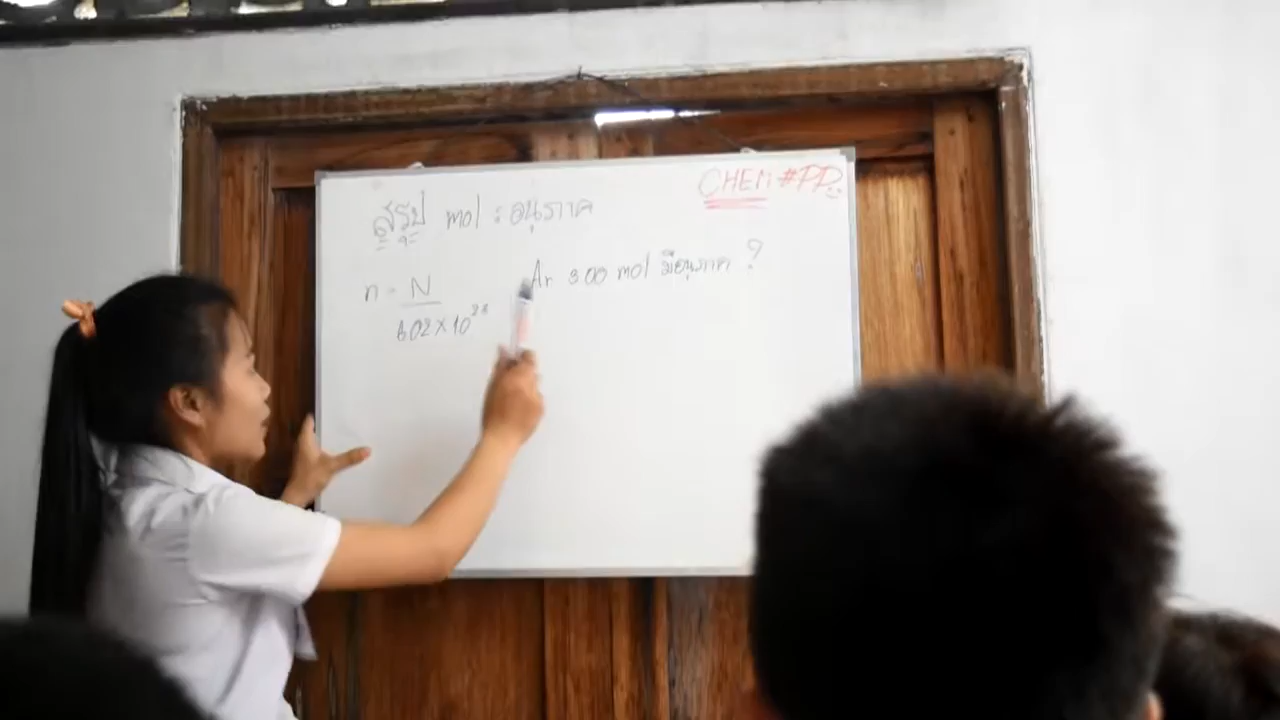 CHEM #PP
สรุป mol : อนุภาค
n = N
6.02 x 10²³
Ar 3.00 mol มีอนุภาค ?